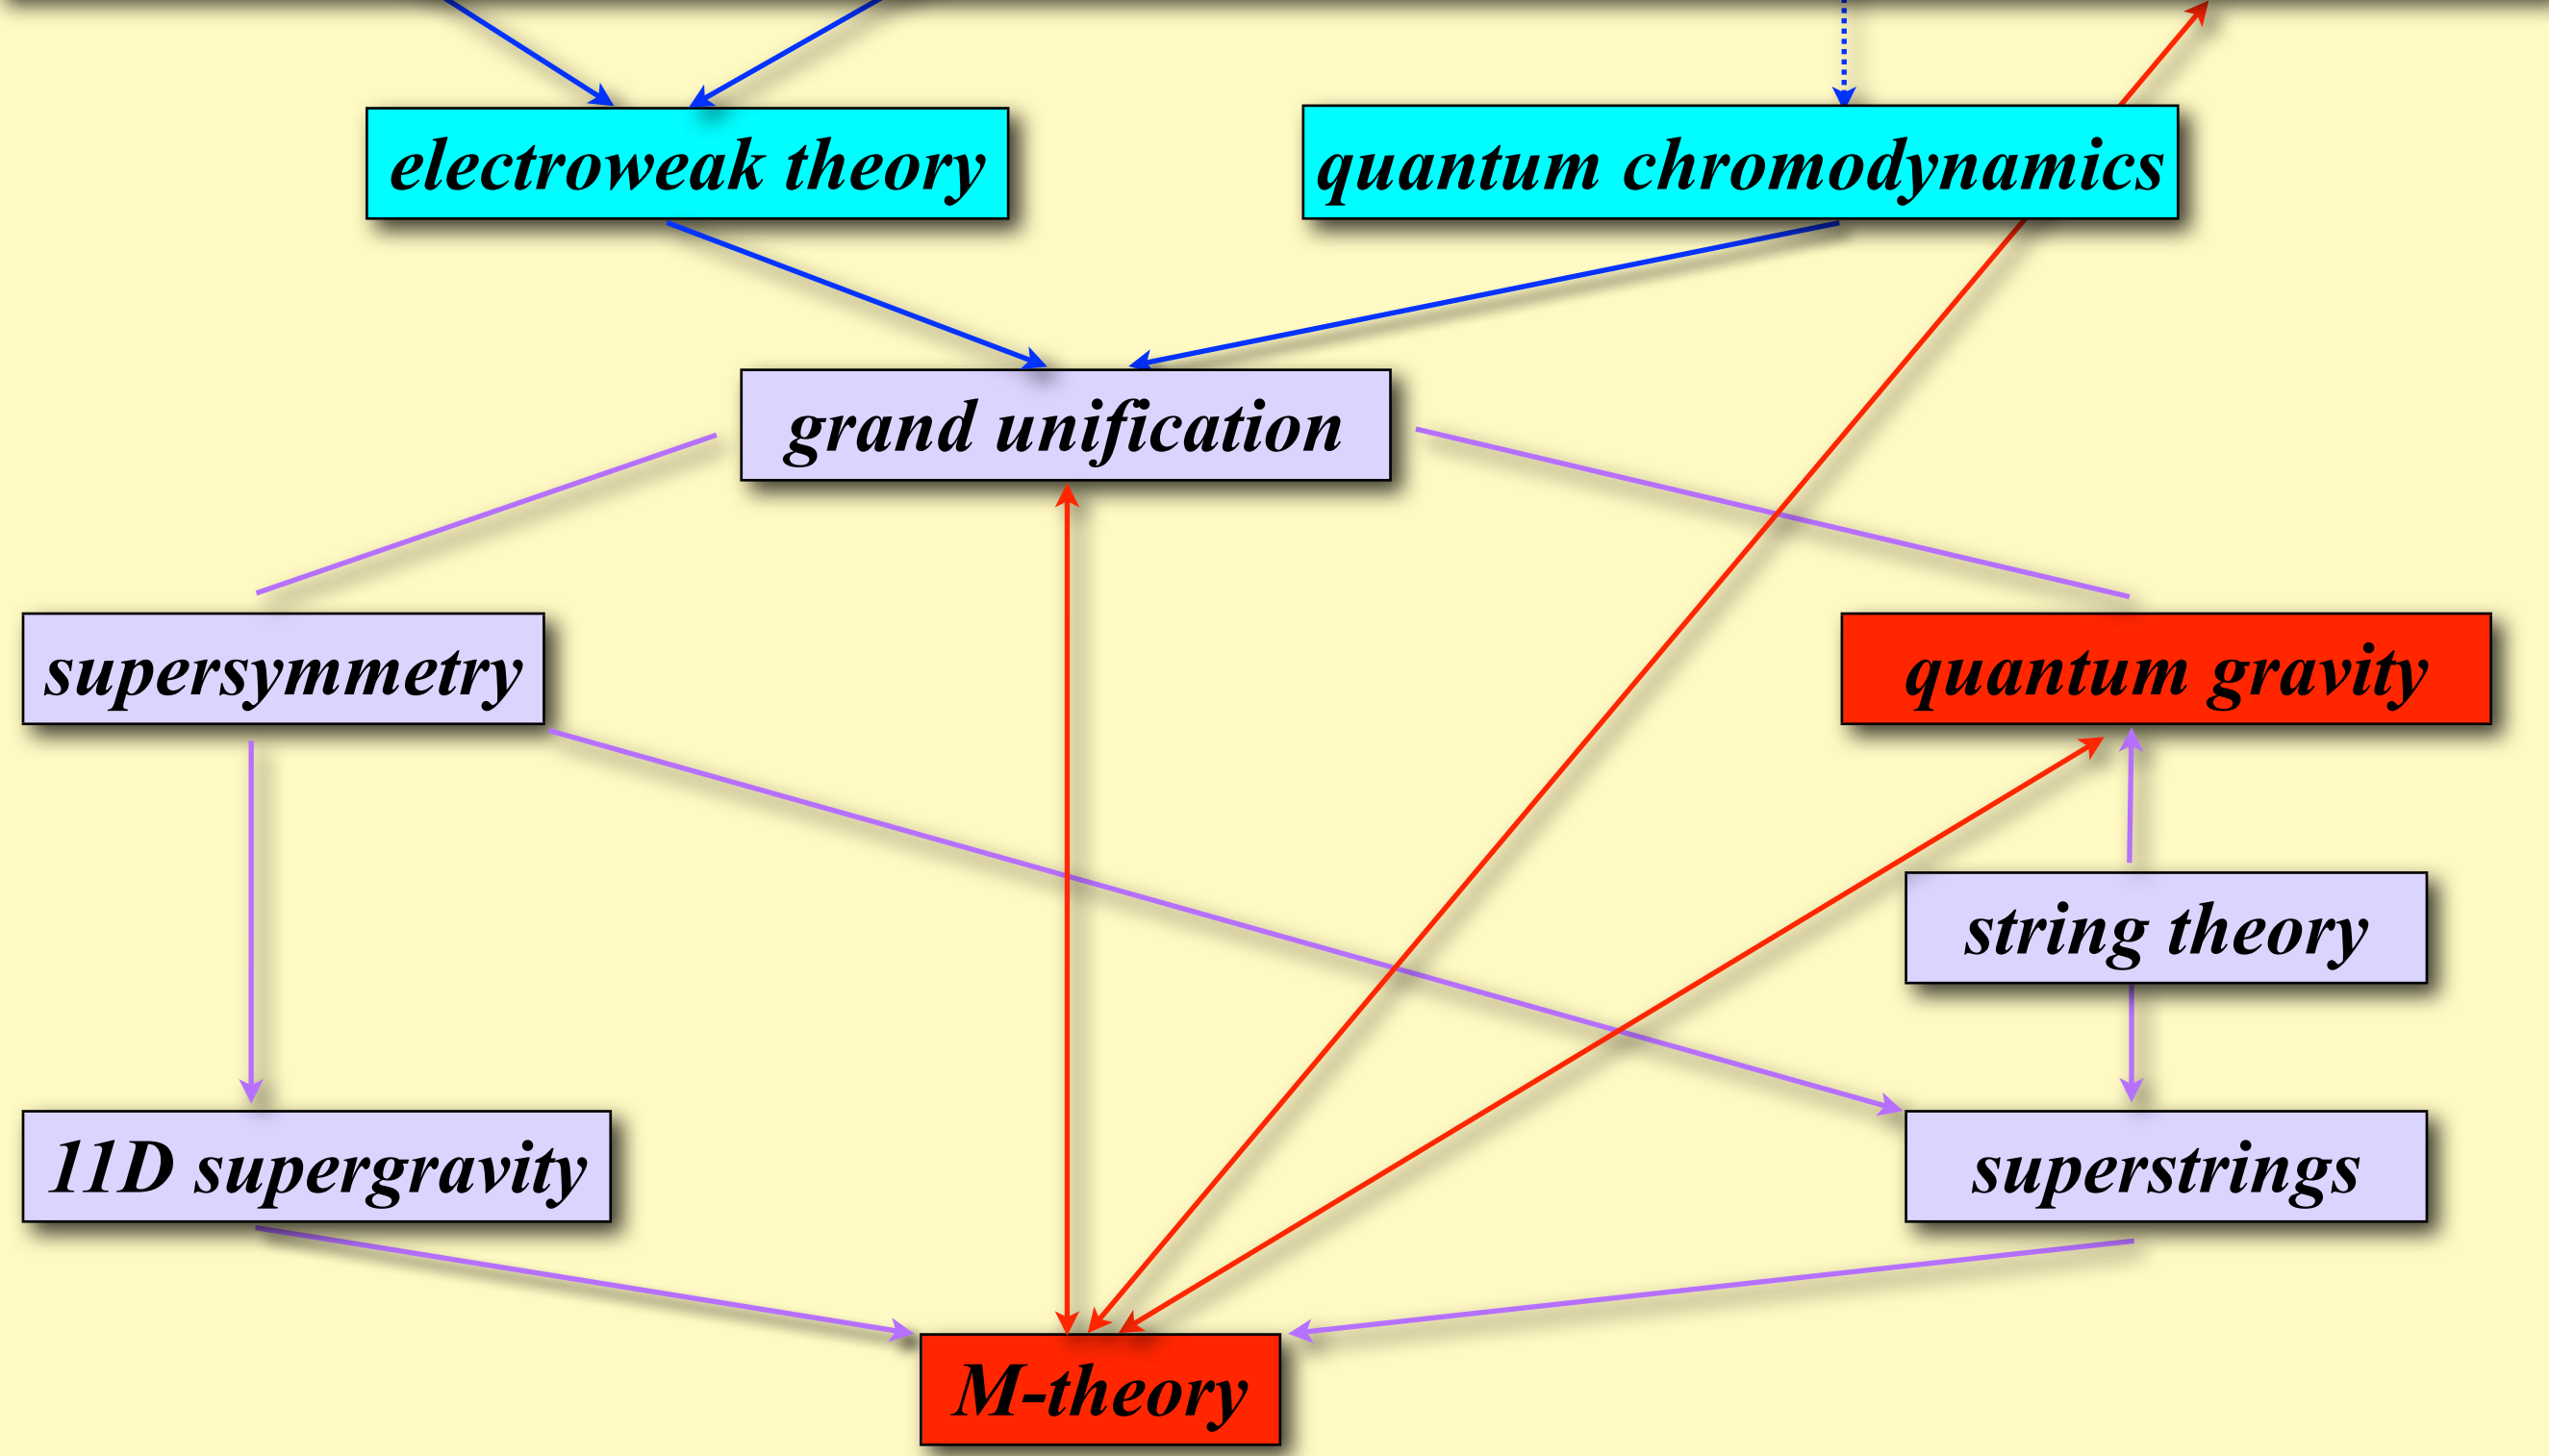 electroweak theory
quantum chromodynamics
grand unification
supersymmetry
quantum gravity
string theory
11D supergravity
superstrings
M-theory